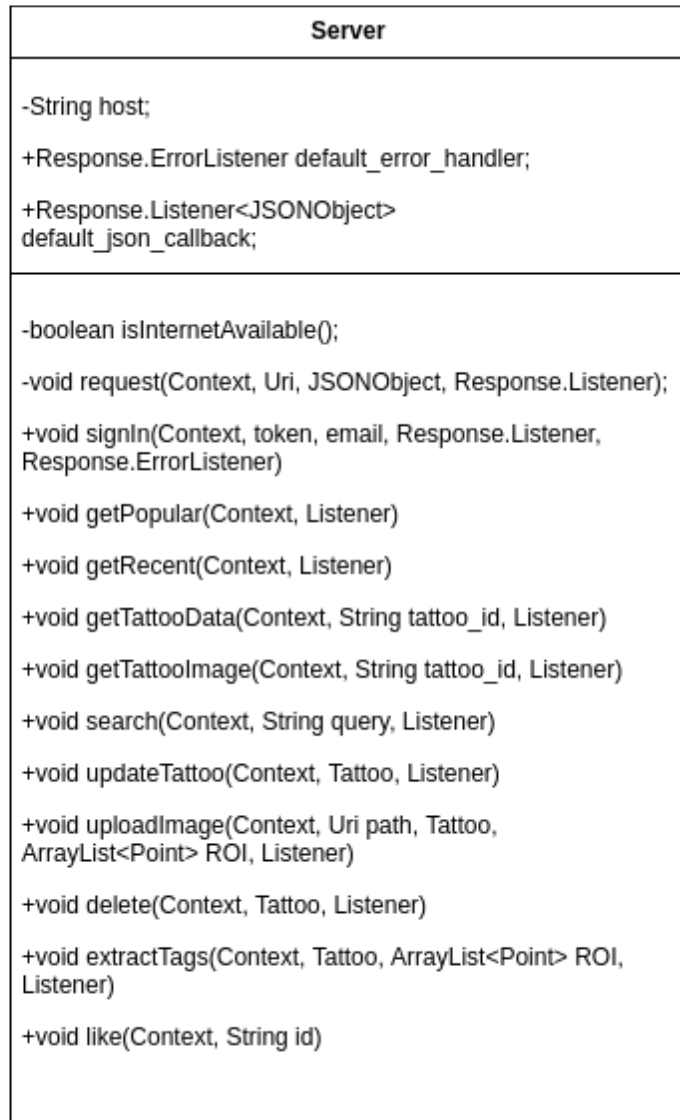 Server
-String host;
+Response.ErrorListener default_error_handler;
+Response.Listener<JSONObject>
default_json_callback;
-boolean isInternetAvailable();
-void request(Context, Uri, JSONObject, Response.Listener);
+void signIn(Context, token, email, Response.Listener,
Response.ErrorListener)
+void getPopular(Context, Listener)
+void getRecent(Context, Listener)
+void getTattooData(Context, String tattoo_id, Listener)
+void getTattooImage(Context, String tattoo_id, Listener)
+void search(Context, String query, Listener)
+void updateTattoo(Context, Tattoo, Listener)
+void uploadImage(Context, Uri path, Tattoo,
ArrayList<Point> ROI, Listener)
+void delete(Context, Tattoo, Listener)
+void extractTags(Context, Tattoo, ArrayList<Point> ROI,
Listener)
+void like(Context, String id)